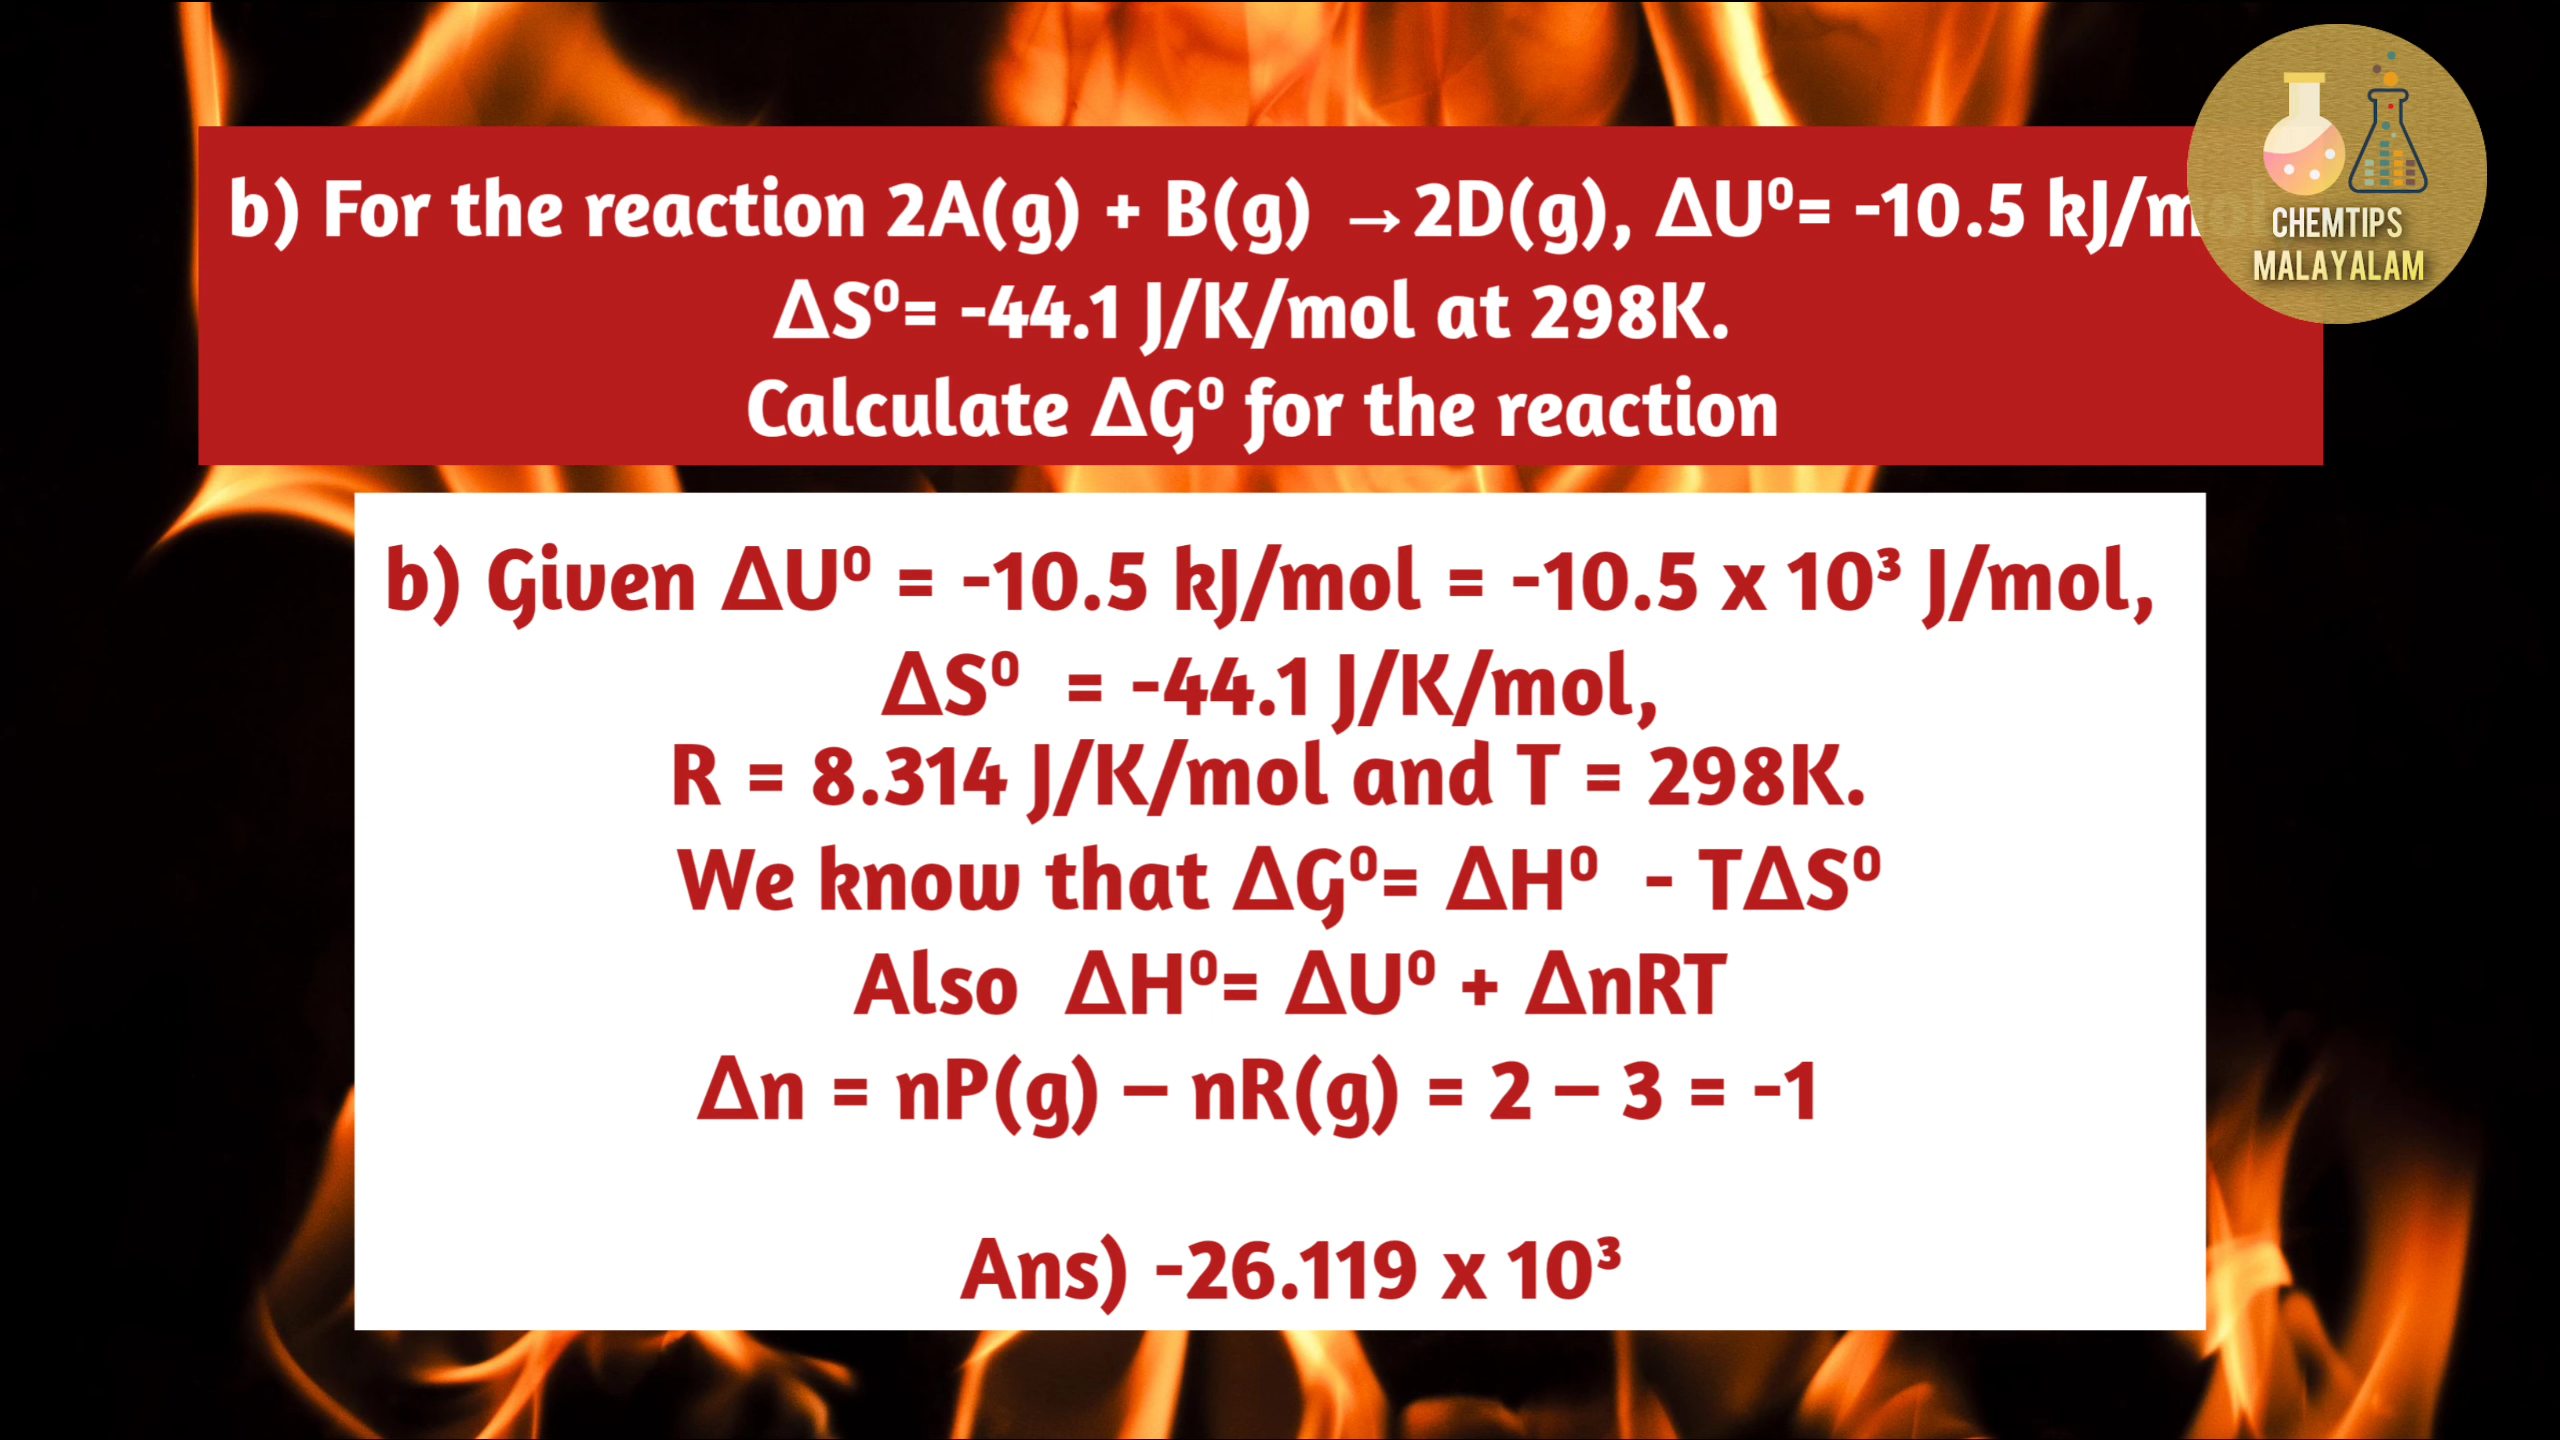 b) For the reaction 2A(g) + B(g) →2D(g), ΔU⁰= -10.5 kJ/mol
ΔS⁰= -44.1 J/K/mol at 298K.
Calculate ΔG⁰ for the reaction
CHEMTIPS
MALAYALAM
b) Given ΔU⁰ = -10.5 kJ/mol = -10.5 x 10³ J/mol,
ΔS⁰ = -44.1 J/K/mol,
R = 8.314 J/K/mol and T = 298K.
We know that ΔG⁰= ΔH⁰ - TΔS⁰
Also ΔH⁰= ΔU⁰ + ΔnRT
Δn = nP(g) – nR(g) = 2 – 3 = -1
Ans) -26.119 x 10³